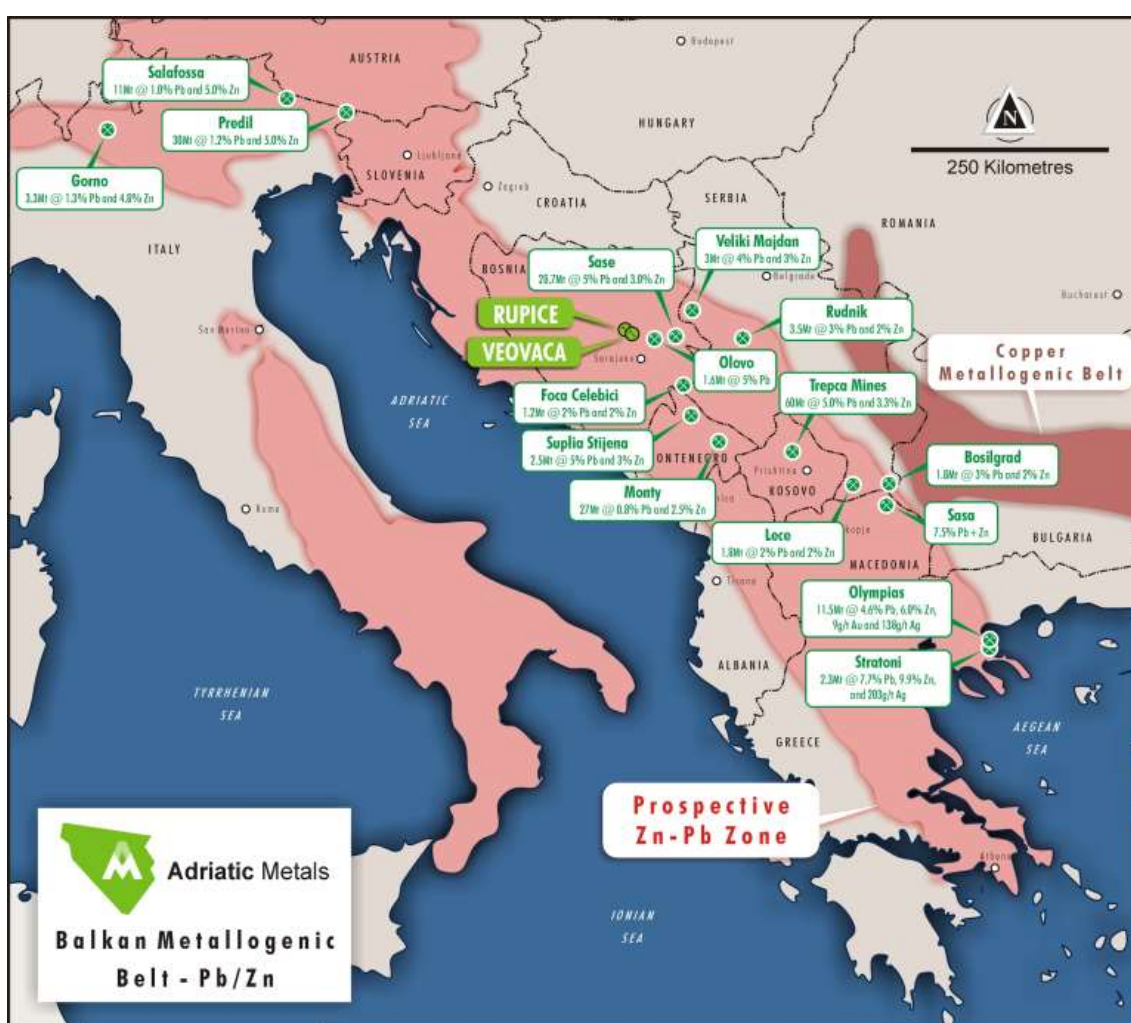 Budapest
AUSTRIA
Salafossa
11Mt @ 1.0% Pb and 5.0% Zn
Predil
30Mt @ 1.2% Pb and 5.0% Zn
HUNGARY
N
250 Kilometres
Ljubljana
SLOVENIA
Gorno
3.3Mt @ 1.3% Pb and 4.8% Zn
Zagreb
CROATIA
SERBIA
ROMANIA
ITALY
Veliki Majdan
3Mt @ 4% Pb and 3% Zn
Sase
20.7Mt @ 5% Pb and 3.0% Zn
BOSNIA
Belgrade
Bucharest
RUPICE
VEOVACA
Rudnik
3.5Mt @ 3% Pb and 2% Zn
San Marino
Sarajevo
Olovo
1.6Mt @ 5% Pb
Copper
Metallogenic Belt
Foca Celebici
1.2Mt @ 2% Pb and 2% Zn
Trepca Mines
60Mt @ 5.0% Pb and 3.3% Zn
ADRIATIC
SEA
Suplia Stijena
2.5Mt @ 5% Pb and 3% Zn
ONTENEGRO
Prishtina
KOSOVO
Bosilgrad
1.8Mt @ 3% Pb and 2% Zn
Monty
27Mt @ 0.8% Pb and 2.5% Zn
Roma
Sasa
7.5% Pb + Zn
Lece
1.8Mt @ 2% Pb and 2% Zn
kopje
BULGARIA
MACEDONIA
Tirana
Olympias
11.5Mt @ 4.6% Pb, 6.0% Zn,
9g/t Au and 138g/t Ag
Stratoni
2.3Mt @ 7.7% Pb, 9.9% Zn,
and 203g/t Ag
ALBANIA
TYRRHENIAN
SEA
AEGEAN
SEA
GREECE
Prospective
Zn-Pb Zone
Athens
IONIAN
SEA
Adriatic Metals
Balkan Metallogenic
Belt - Pb/Zn